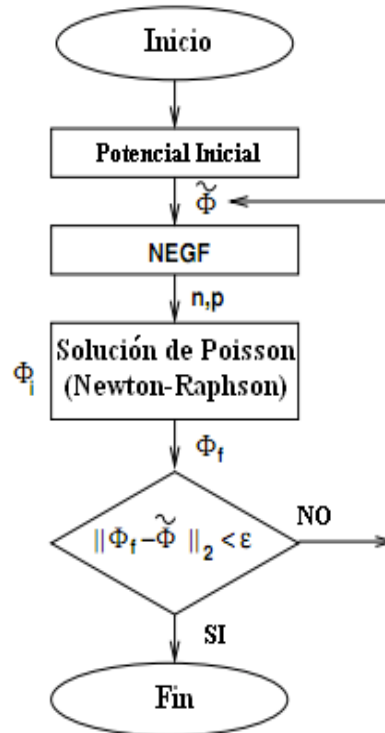 Inicio
Potencial Inicial
Φ̃
NEGF
n,p
Solución de Poisson
(Newton-Raphson)
Φi
Φf
||Φf−Φ̃||2<ε
NO
SI
Fin